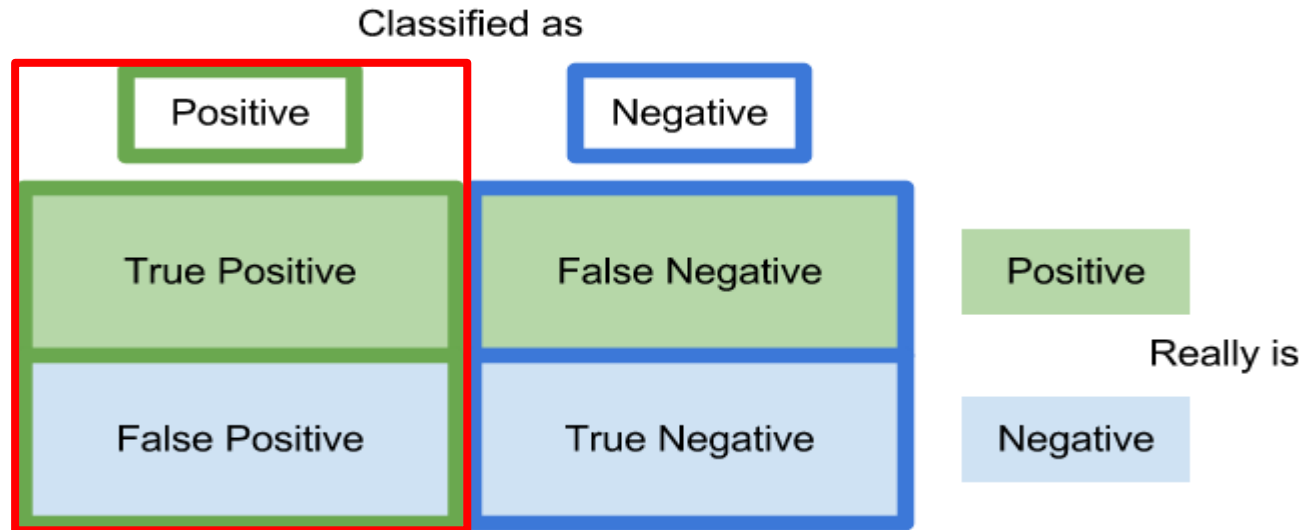 Classified as
Positive
Negative
True Positive
False Negative
Positive
Really is
False Positive
True Negative
Negative